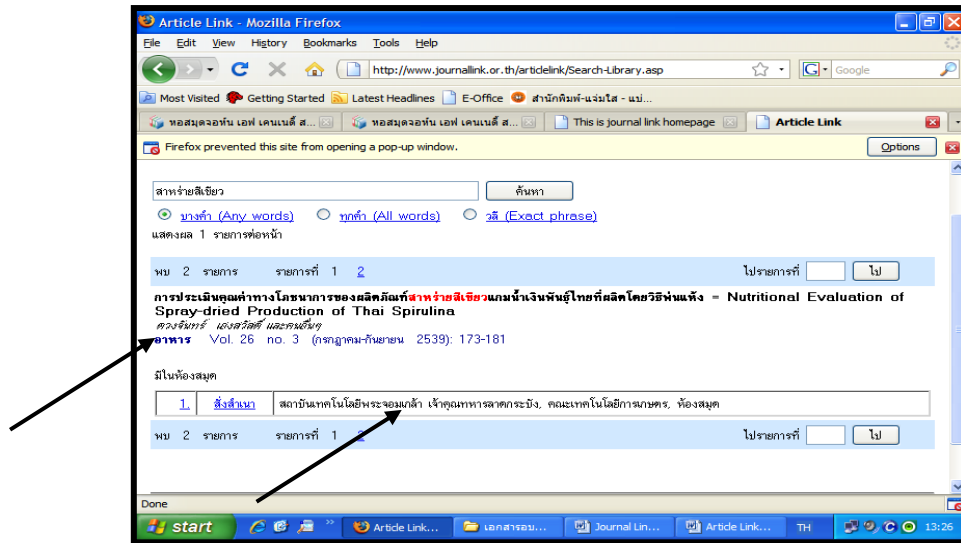 Article Link - Mozilla Firefox
File Edit View History Bookmarks Tools Help
http://www.journallink.or.th/articlelink/Search-Library.asp
Google
Most Visited Getting Started Latest Headlines E-Office สำนักพิมพ์-แจ่มใส - แบ่...
หอสมุดจอห์น เอฟ เคนเนดี้ ส... หอสมุดจอห์น เอฟ เคนเนดี้ ส... This is journal link homepage Article Link
Firefox prevented this site from opening a pop-up window. Options
สาหร่ายสีเขียว ค้นหา
บางคำ (Any words) ทุกคำ (All words) วลี (Exact phrase)
แสดงผล 1 รายการต่อหน้า
พบ 2 รายการ รายการที่ 1 2 ไปรายการที่ ไป
การประเมินคุณค่าทางโภชนาการของผลิตภัณฑ์สาหร่ายสีเขียวแกมน้ำเงินพันธุ์ไทยที่ผลิตโดยวิธีพ่นแห้ง = Nutritional Evaluation of
Spray-dried Production of Thai Spirulina
ดวงจันทร์ เฮงสวัสดิ์ และคนอื่นๆ
อาหาร Vol. 26 no. 3 (กรกฎาคม-กันยายน 2539): 173-181
มีในห้องสมุด
1. สั่งสำเนา สถาบันเทคโนโลยีพระจอมเกล้า เจ้าคุณทหารลาดกระบัง, คณะเทคโนโลยีการเกษตร, ห้องสมุด
พบ 2 รายการ รายการที่ 1 2 ไปรายการที่ ไป
Done
start Article Link... เอกสารอบ... Journal Lin... Article Link... TH 13:26